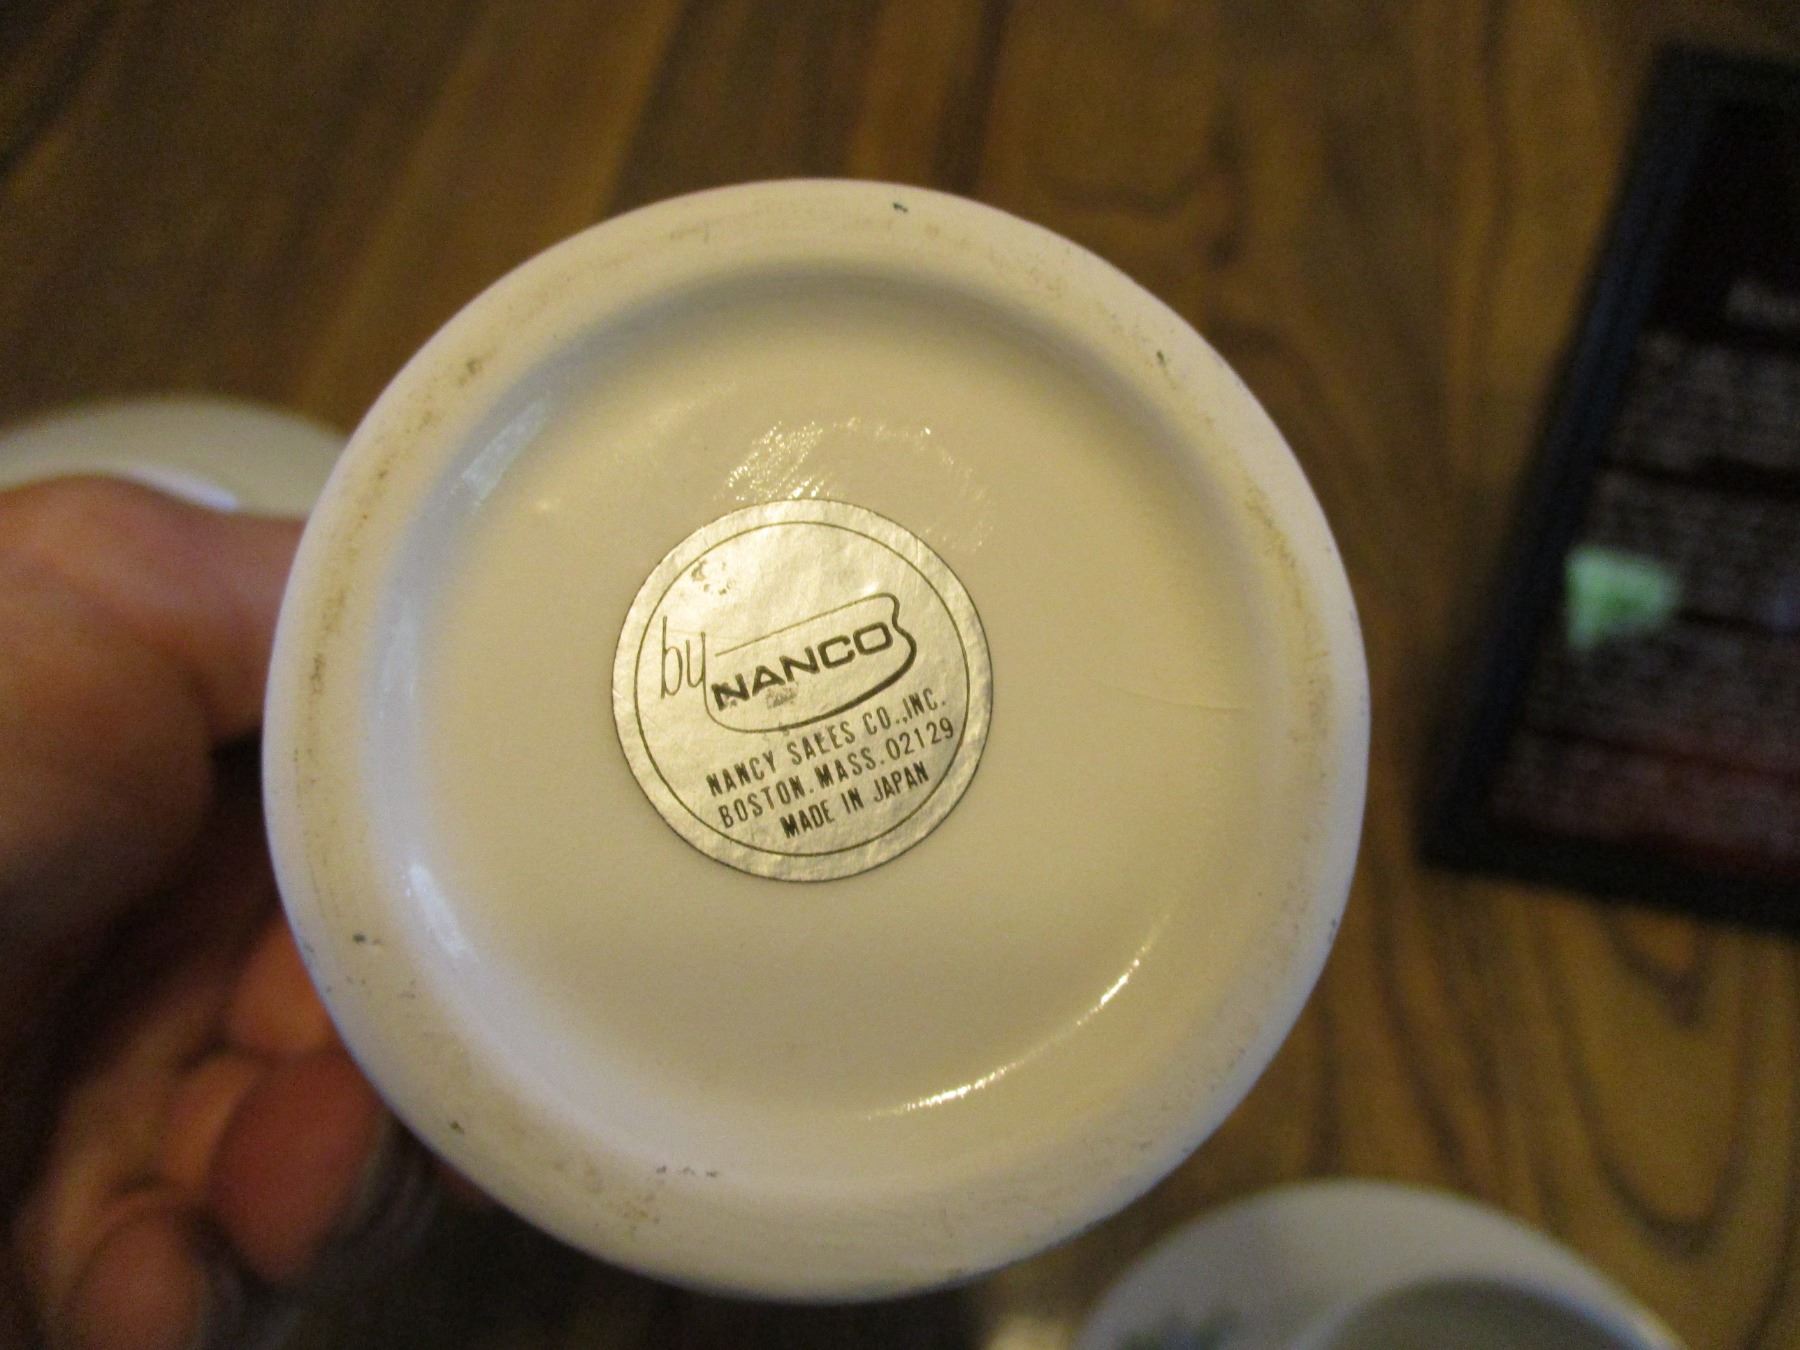 by NANCO
NANCY SALES CO., INC.
BOSTON. MASS. 02129
MADE IN JAPAN